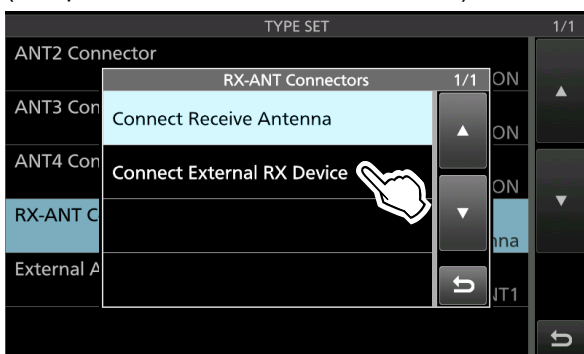 TYPE SET 1/1
ANT2 Connector
RX-ANT Connectors 1/1 ON
ANT3 Con
Connect Receive Antenna
ON
ANT4 Con
Connect External RX Device
ON
RX-ANT C
nna
External A
NT1